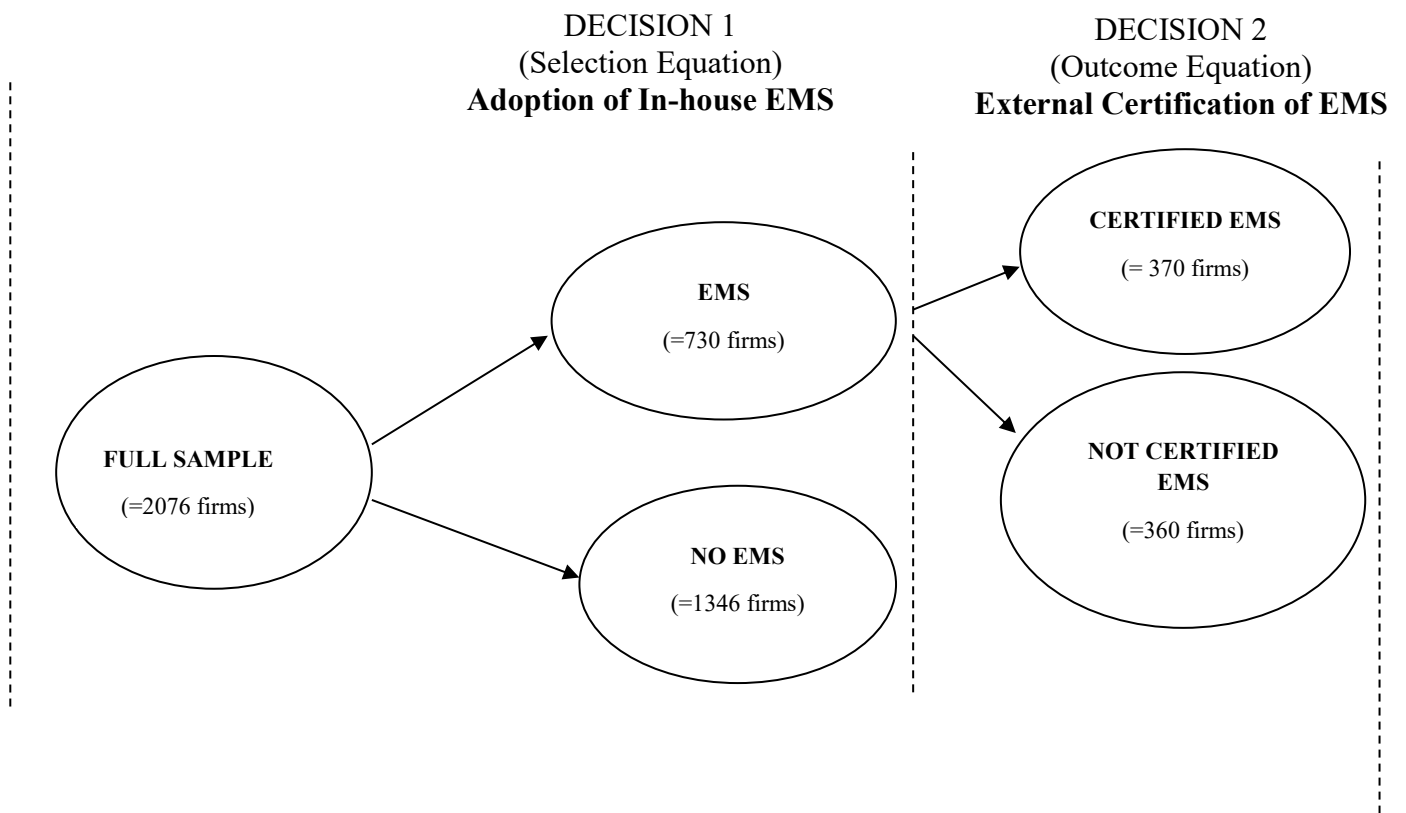 DECISION 1
(Selection Equation)
Adoption of In-house EMS
DECISION 2
(Outcome Equation)
External Certification of EMS
FULL SAMPLE
(=2076 firms)
EMS
(=730 firms)
NO EMS
(=1346 firms)
CERTIFIED EMS
(= 370 firms)
NOT CERTIFIED
EMS
(=360 firms)